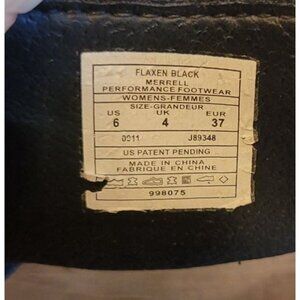 FLAXEN BLACK
MERRELL
PERFORMANCE FOOTWEAR
WOMENS-FEMMES
SIZE-GRANDEUR
US UK EUR
6 4 37
0911 J89348
US PATENT PENDING
MADE IN CHINA
FABRIQUE EN CHINE
998075